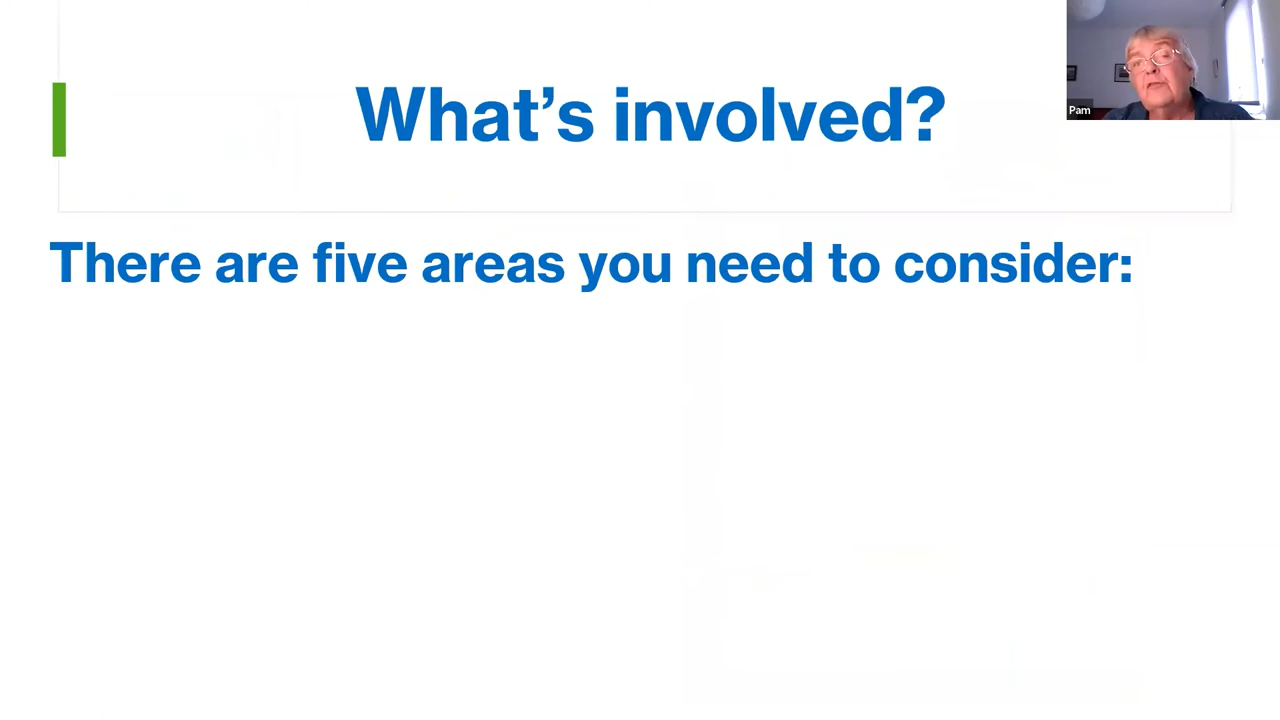 What’s involved?
Pam
There are five areas you need to consider: